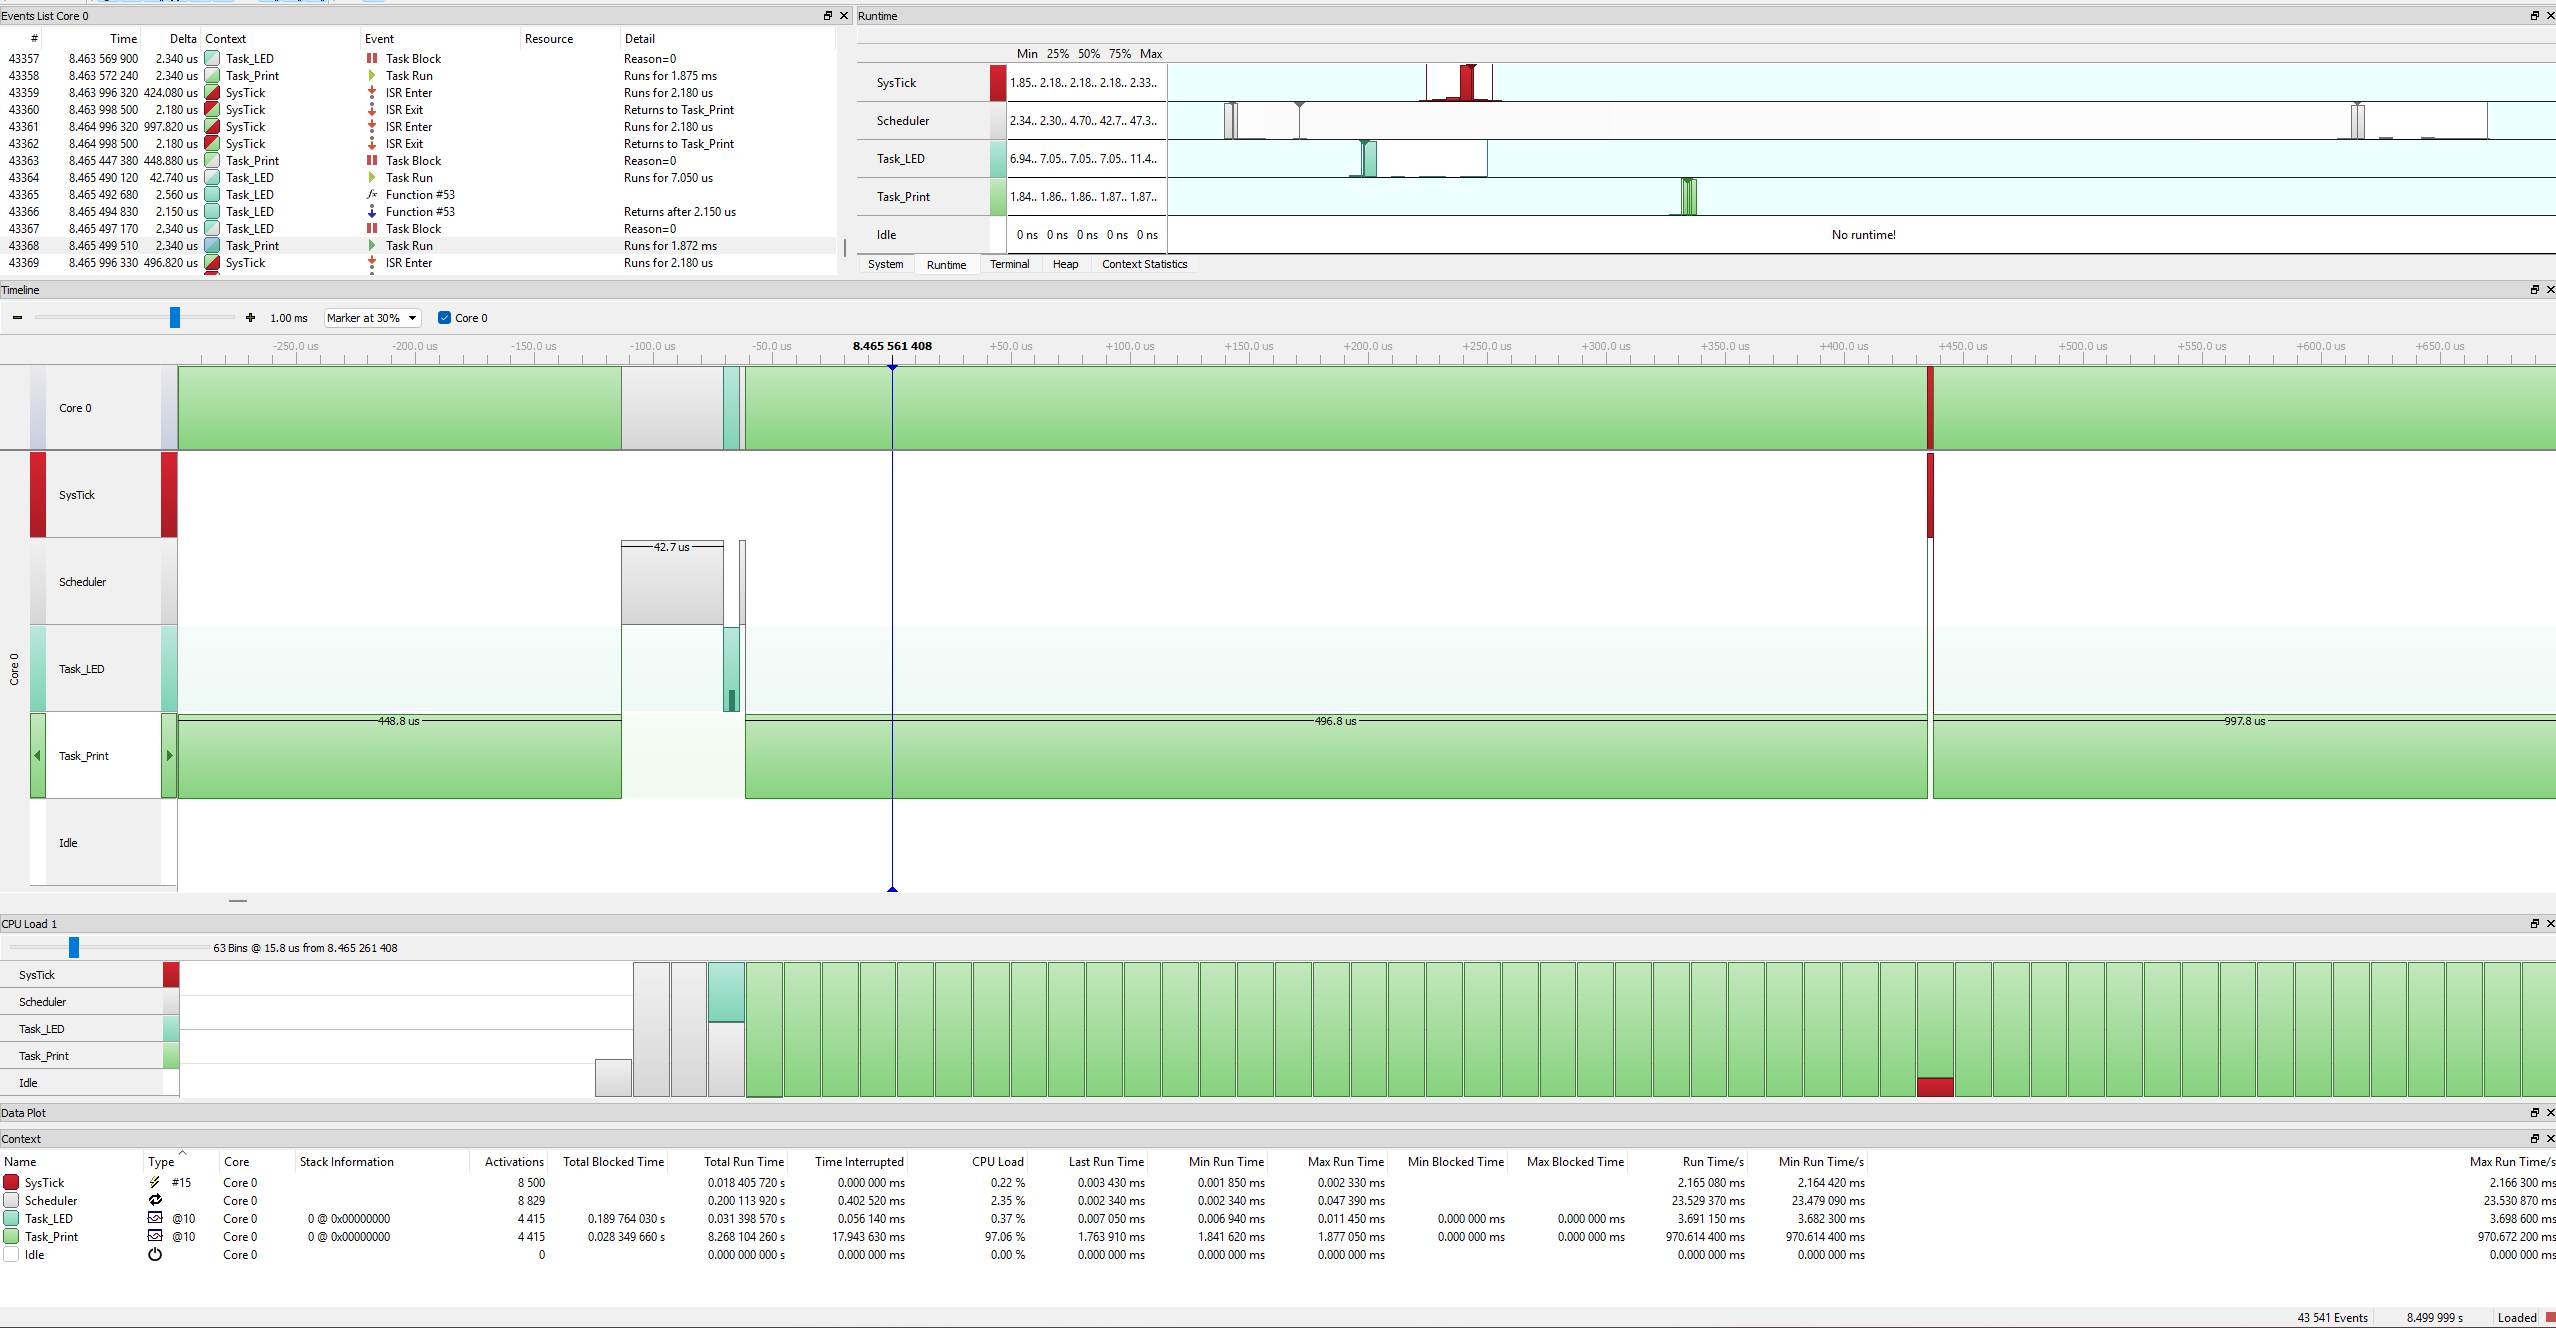 Events List Core 0
# Time Delta Context Event Resource Detail
43357 8.463 569 900 2.340 us Task_LED Task Block Reason=0
43358 8.463 572 240 2.340 us Task_Print Task Run Runs for 1.875 ms
43359 8.463 996 320 424.080 us SysTick ISR Enter Runs for 2.180 us
43360 8.463 998 500 2.180 us SysTick ISR Exit Returns to Task_Print
43361 8.464 996 320 997.820 us SysTick ISR Enter Runs for 2.180 us
43362 8.464 998 500 2.180 us SysTick ISR Exit Returns to Task_Print
43363 8.465 447 380 448.880 us Task_Print Task Block Reason=0
43364 8.465 490 120 42.740 us Task_LED Task Run Runs for 7.050 us
43365 8.465 492 680 2.560 us Task_LED fx Function #53
43366 8.465 494 830 2.150 us Task_LED Function #53 Returns after 2.150 us
43367 8.465 497 170 2.340 us Task_LED Task Block Reason=0
43368 8.465 499 510 2.340 us Task_Print Task Run Runs for 1.872 ms
43369 8.465 996 330 496.820 us SysTick ISR Enter Runs for 2.180 us
Runtime
Min 25% 50% 75% Max
SysTick 1.85.. 2.18.. 2.18.. 2.18.. 2.33..
Scheduler 2.34.. 2.30.. 4.70.. 42.7.. 47.3..
Task_LED 6.94.. 7.05.. 7.05.. 7.05.. 11.4..
Task_Print 1.84.. 1.86.. 1.86.. 1.87.. 1.87..
Idle 0 ns 0 ns 0 ns 0 ns 0 ns No runtime!
System Runtime Terminal Heap Context Statistics
Timeline
1.00 ms Marker at 30% Core 0
-250.0 us -200.0 us -150.0 us -100.0 us -50.0 us 8.465 561 408 +50.0 us +100.0 us +150.0 us +200.0 us +250.0 us +300.0 us +350.0 us +400.0 us +450.0 us +500.0 us +550.0 us +600.0 us +650.0 us
Core 0
SysTick
42.7 us
Scheduler
Core 0
Task_LED
448.8 us 496.8 us 997.8 us
Task_Print
Idle
CPU Load 1
63 Bins @ 15.8 us from 8.465 261 408
SysTick
Scheduler
Task_LED
Task_Print
Idle
Data Plot
Context
Name Type Core Stack Information Activations Total Blocked Time Total Run Time Time Interrupted CPU Load Last Run Time Min Run Time Max Run Time Min Blocked Time Max Blocked Time Run Time/s Min Run Time/s Max Run Time/s
SysTick #15 Core 0 8 500 0.018 405 720 s 0.000 000 ms 0.22 % 0.003 430 ms 0.001 850 ms 0.002 330 ms 2.165 080 ms 2.164 420 ms 2.166 300 ms
Scheduler Core 0 8 829 0.200 113 920 s 0.402 520 ms 2.35 % 0.002 340 ms 0.002 340 ms 0.047 390 ms 23.529 370 ms 23.479 090 ms 23.530 870 ms
Task_LED @10 Core 0 0 @ 0x00000000 4 415 0.189 764 030 s 0.031 398 570 s 0.056 140 ms 0.37 % 0.007 050 ms 0.006 940 ms 0.011 450 ms 0.000 000 ms 0.000 000 ms 3.691 150 ms 3.682 300 ms 3.698 600 ms
Task_Print @10 Core 0 0 @ 0x00000000 4 415 0.028 349 660 s 8.268 104 260 s 17.943 630 ms 97.06 % 1.763 910 ms 1.841 620 ms 1.877 050 ms 0.000 000 ms 0.000 000 ms 970.614 400 ms 970.614 400 ms 970.672 200 ms
Idle Core 0 0 0.000 000 000 s 0.000 000 ms 0.00 % 0.000 000 ms 0.000 000 ms 0.000 000 ms 0.000 000 ms 0.000 000 ms 0.000 000 ms
43 541 Events 8.499 999 s Loaded